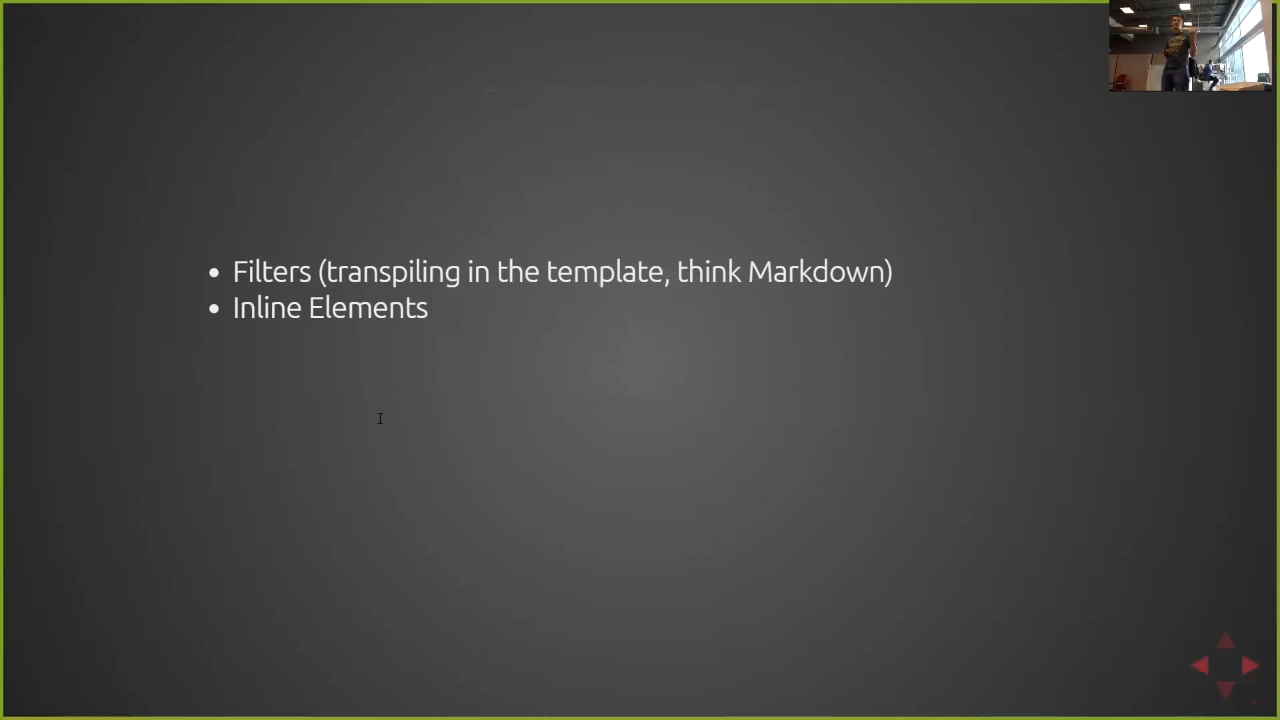 Filters (transpiling in the template, think Markdown)
Inline Elements